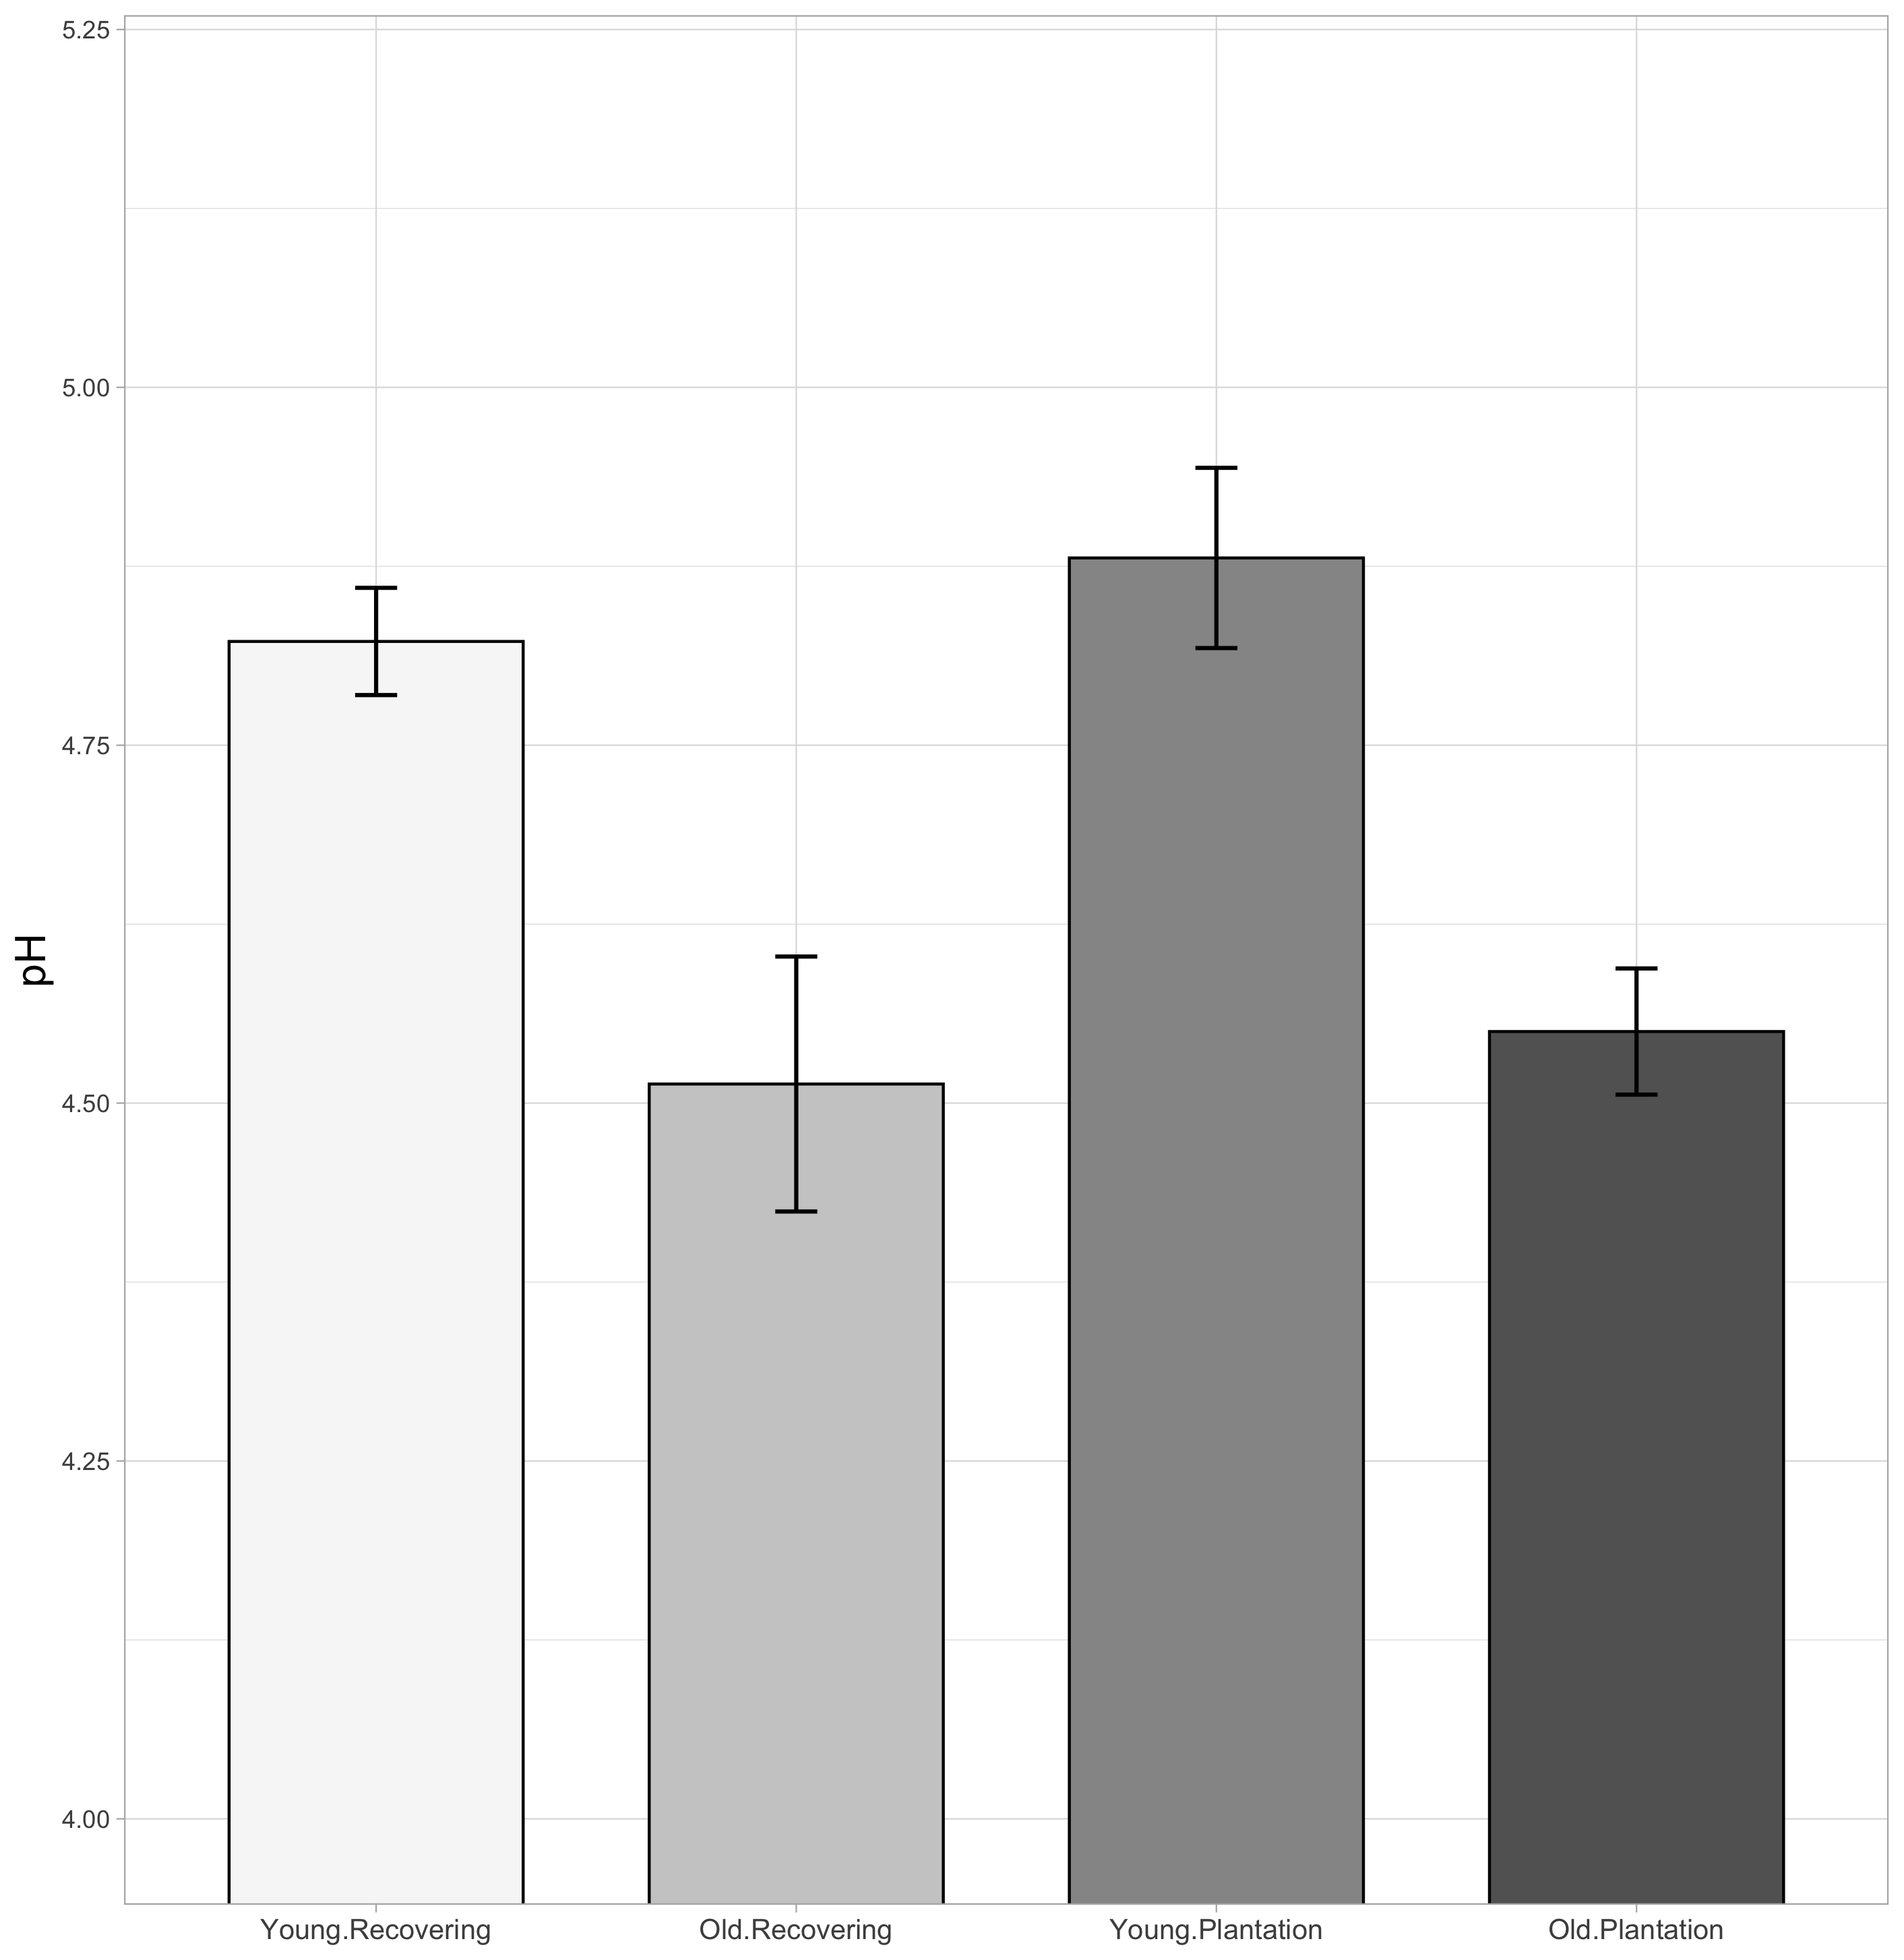 5.25
5.00
4.75
4.50
4.25
4.00
pH
Young.Recovering
Old.Recovering
Young.Plantation
Old.Plantation